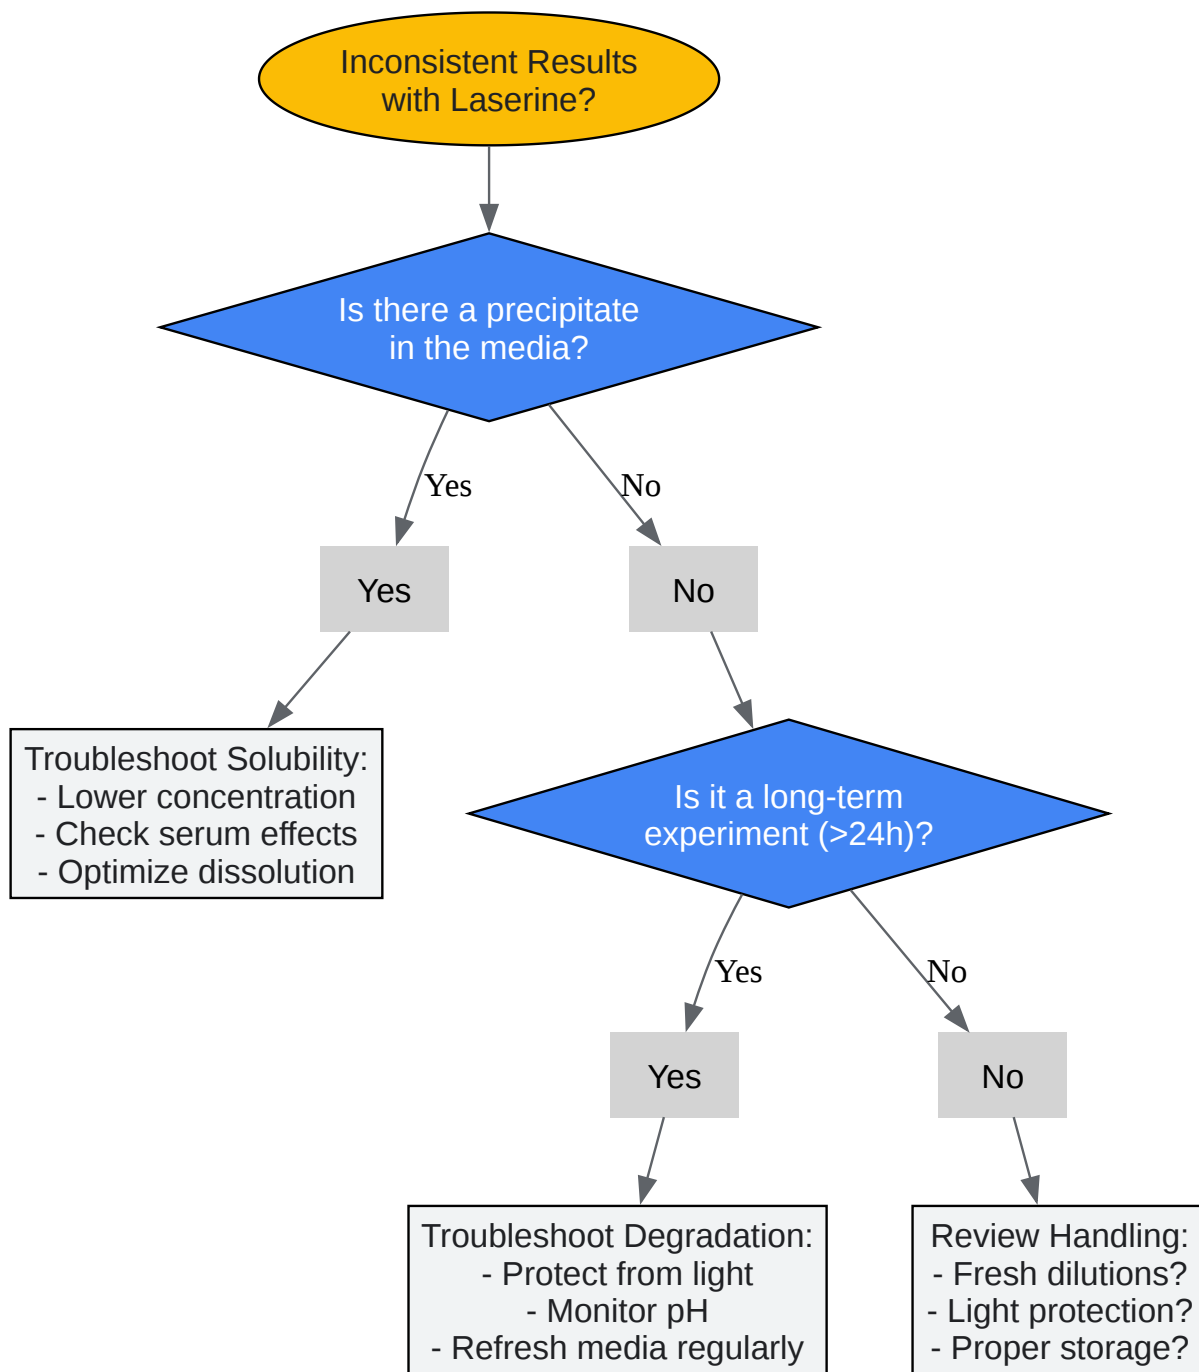 Inconsistent Results
with Laserine?
Is there a precipitate
in the media?
Yes
No
Yes
No
Troubleshoot Solubility:
- Lower concentration
- Check serum effects
- Optimize dissolution
Is it a long-term
experiment (>24h)?
Yes
No
Yes
No
Troubleshoot Degradation:
- Protect from light
- Monitor pH
- Refresh media regularly
Review Handling:
- Fresh dilutions?
- Light protection?
- Proper storage?